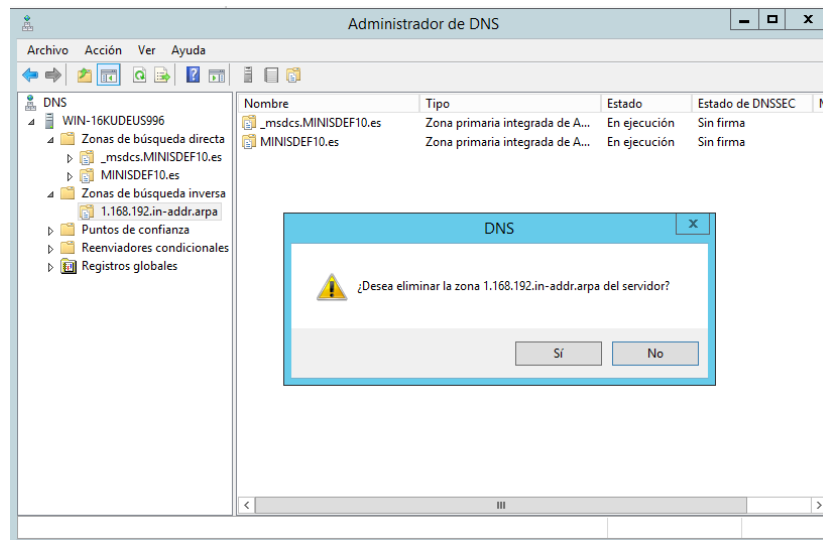 Administrador de DNS
Archivo Acción Ver Ayuda
DNS
WIN-16KUDEUS996
Zonas de búsqueda directa
_msdcs.MINISDEF10.es
MINISDEF10.es
Zonas de búsqueda inversa
1.168.192.in-addr.arpa
Puntos de confianza
Reenviadores condicionales
Registros globales
Nombre Tipo Estado Estado de DNSSEC
_msdcs.MINISDEF10.es Zona primaria integrada de A... En ejecución Sin firma
MINISDEF10.es Zona primaria integrada de A... En ejecución Sin firma
DNS
¿Desea eliminar la zona 1.168.192.in-addr.arpa del servidor?
Sí No